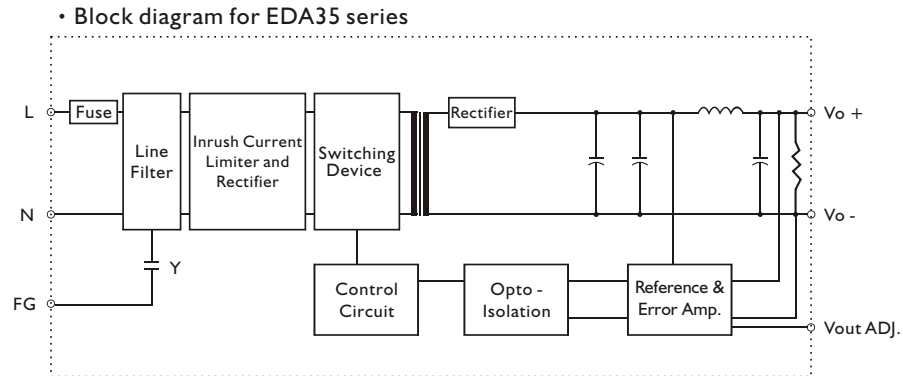 • Block diagram for EDA35 series
L
Fuse
Line
Filter
Inrush Current
Limiter and
Rectifier
Switching
Device
Rectifier
Vo +
N
Vo -
Y
FG
Control
Circuit
Opto -
Isolation
Reference &
Error Amp.
Vout ADJ.